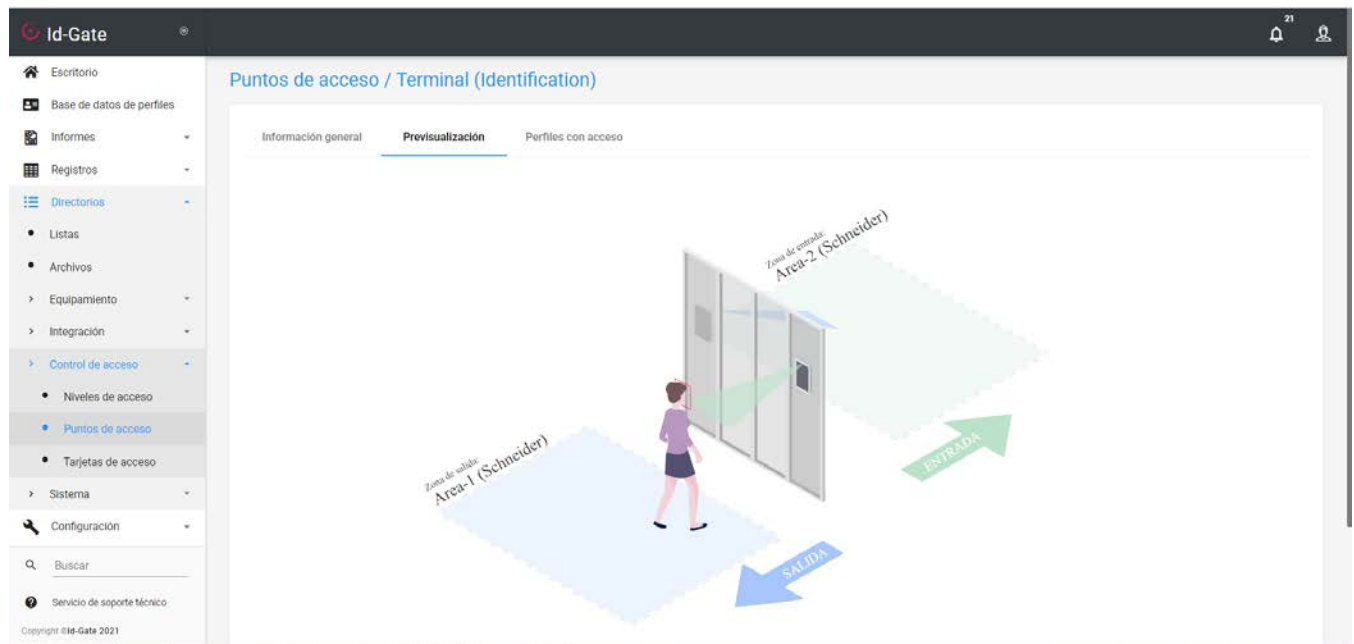 Id-Gate
21
Escritorio
Base de datos de perfiles
Informes
Registros
Directorios
Listas
Archivos
Equipamiento
Integración
Control de acceso
Niveles de acceso
Puntos de acceso
Tarjetas de acceso
Sistema
Configuración
Buscar
Servicio de soporte técnico
Copyright ©Id-Gate 2021
Puntos de acceso / Terminal (Identification)
Información general Previsualización Perfiles con acceso
Zona de entrada:
Area-2 (Schneider)
ENTRADA
Zona de salida:
Area-1 (Schneider)
SALIDA